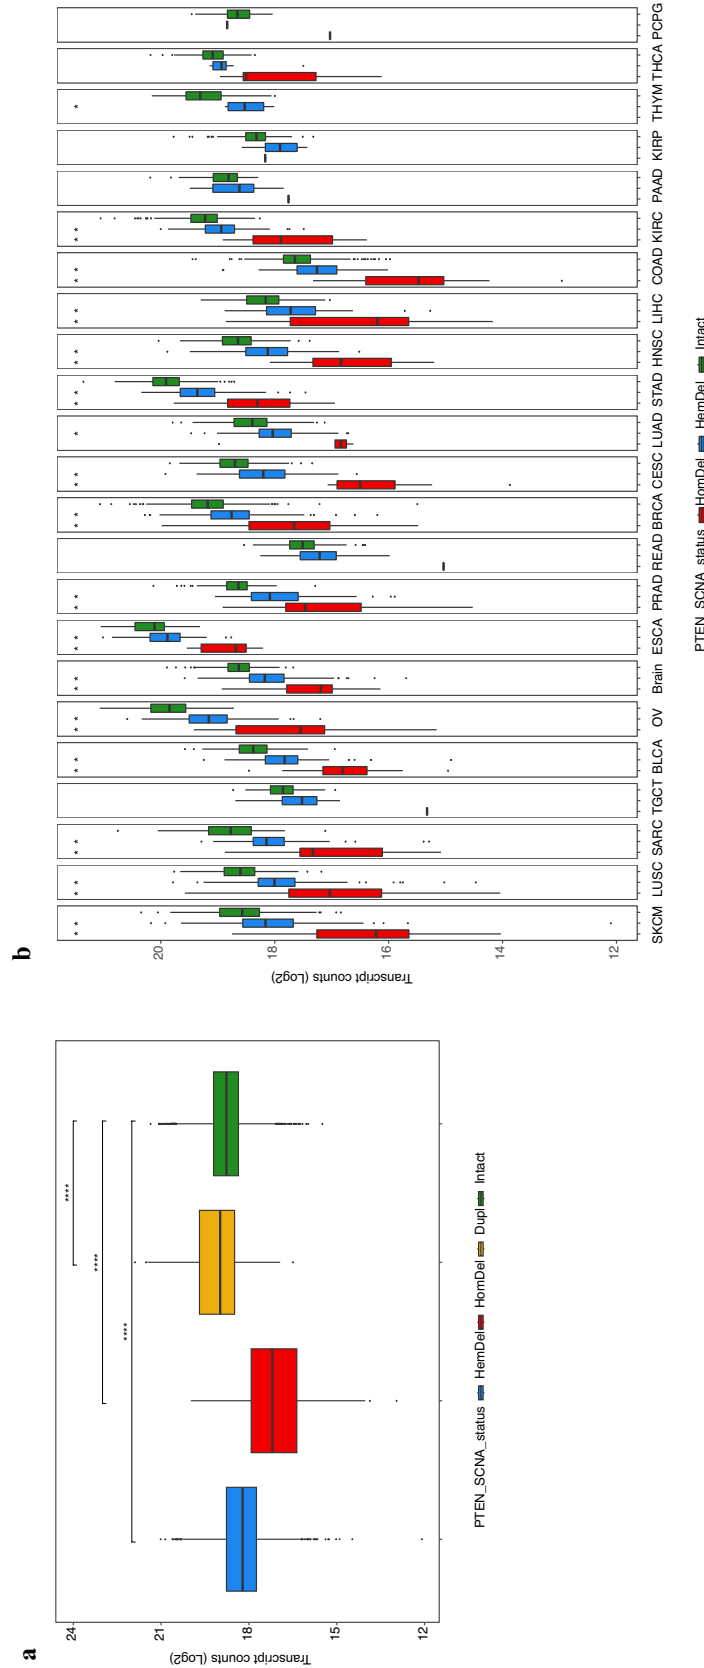 a
Transcript counts (Log2)
24
21
18
15
12
****
****
****
PTEN_SCNA_status HemDel HomDel Dupl Intact
b
Transcript counts (Log2)
20
18
16
14
12
* * * * * * * * * * * * * * * * * * * * * * * * * * * * *
SKCM LUSC SARC TGCT BLCA OV Brain ESCA PRAD READ BRCA CESC LUAD STAD HNSC LIHC COAD KIRC PAAD KIRP THYM THCA PCPG
PTEN_SCNA_status HomDel HemDel Intact